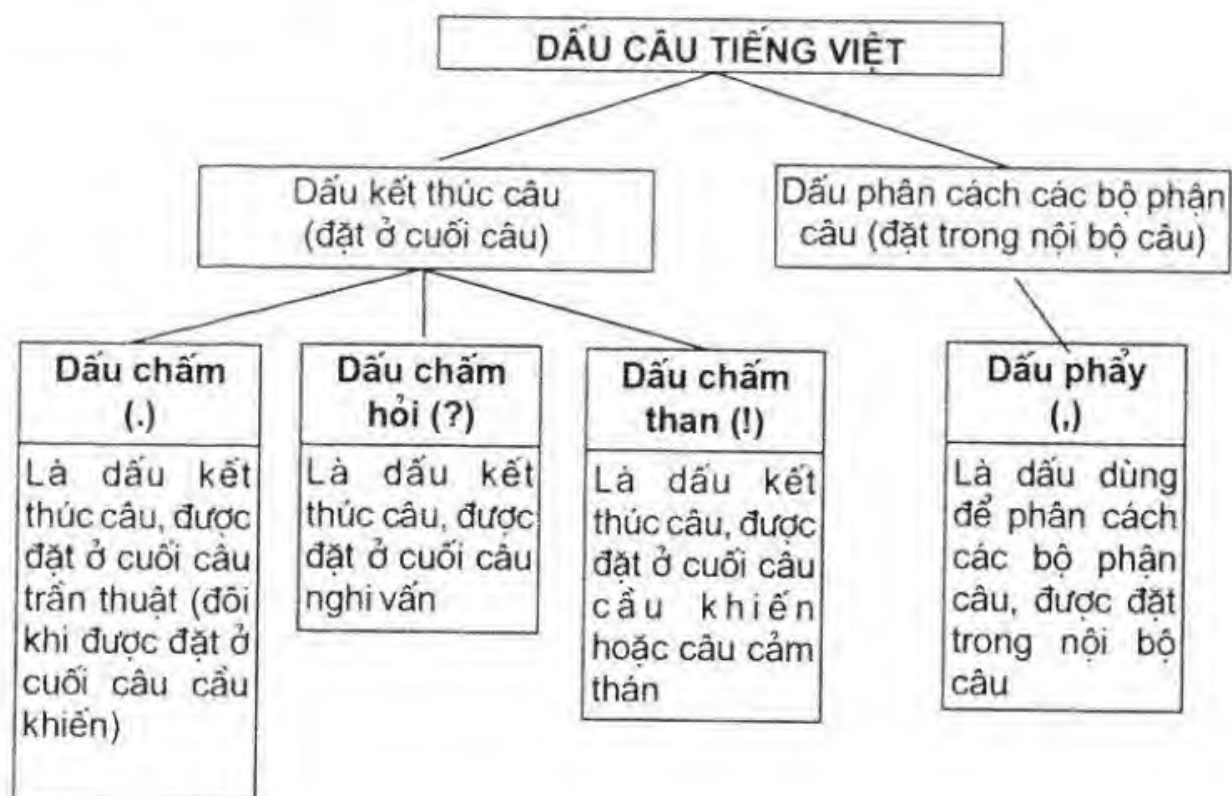 DẤU CÂU TIẾNG VIỆT
Dấu kết thúc câu
(đặt ở cuối câu)
Dấu phân cách các bộ phận
câu (đặt trong nội bộ câu)
Dấu chấm
(.)
Là dấu kết
thúc câu, được
đặt ở cuối câu
trần thuật (đôi
khi được đặt ở
cuối câu cầu
khiến)
Dấu chấm
hỏi (?)
Là dấu kết
thúc câu, được
đặt ở cuối câu
nghi vấn
Dấu chấm
than (!)
Là dấu kết
thúc câu, được
đặt ở cuối câu
cầu khiến
hoặc câu cảm
thán
Dấu phẩy
(,)
Là dấu dùng
để phân cách
các bộ phận
câu, được đặt
trong nội bộ
câu